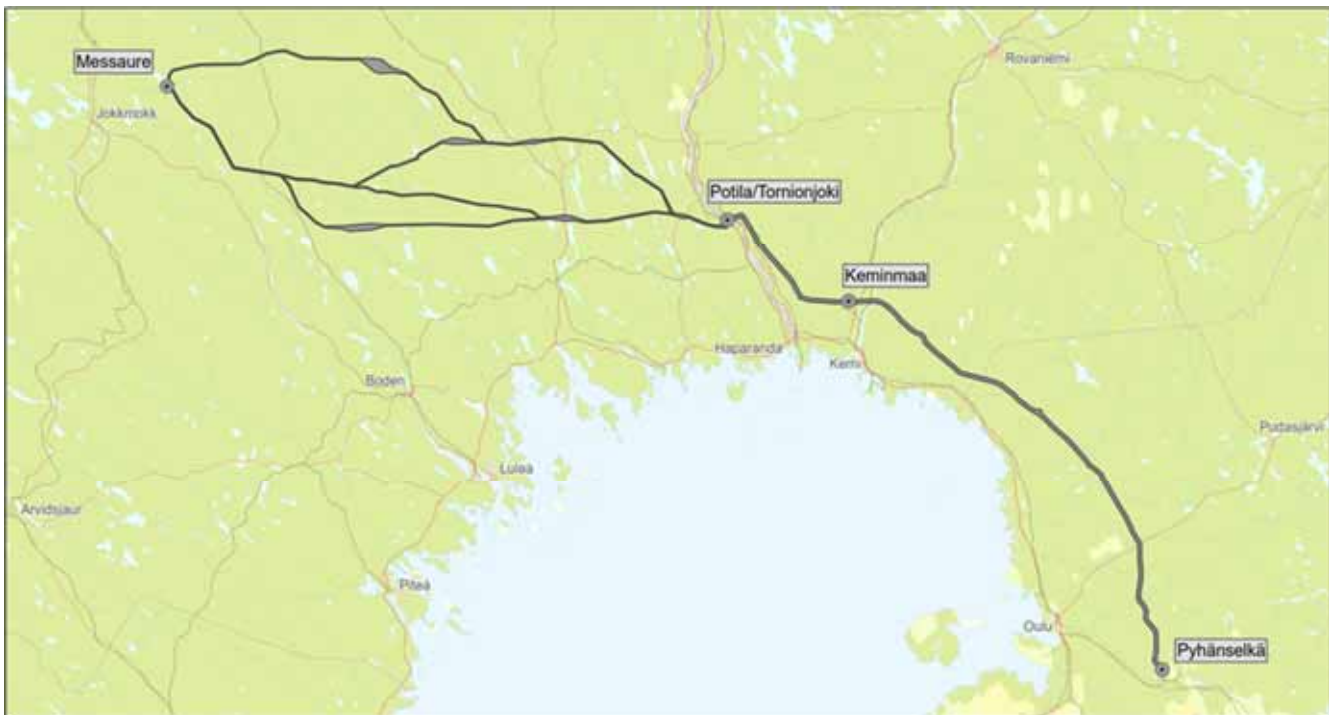 Messaure
Rovaniemi
Jokkmokk
Potila/Tornionjoki
Keminmaa
Haparanda
Kemi
Boden
Pudasjärvi
Luleå
Arvidsjaur
Piteå
Oulu
Pyhänselkä